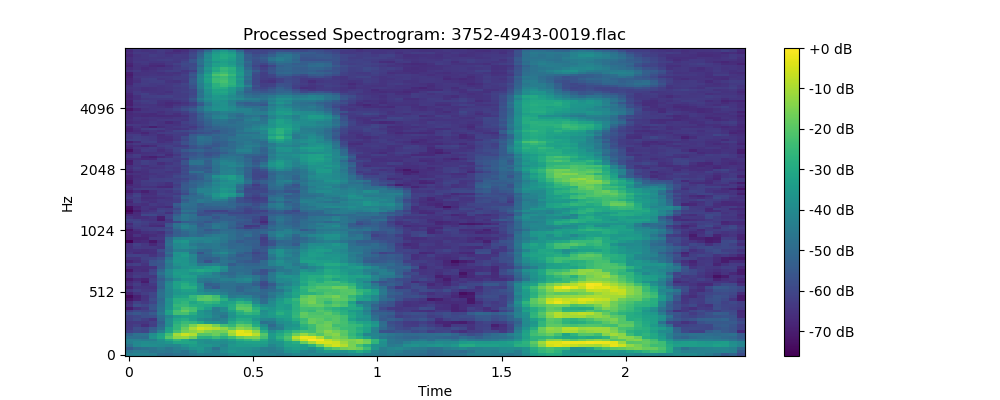 Processed Spectrogram: 3752-4943-0019.flac
Hz
4096
2048
1024
512
0
0
0.5
1
1.5
2
Time
+0 dB
-10 dB
-20 dB
-30 dB
-40 dB
-50 dB
-60 dB
-70 dB